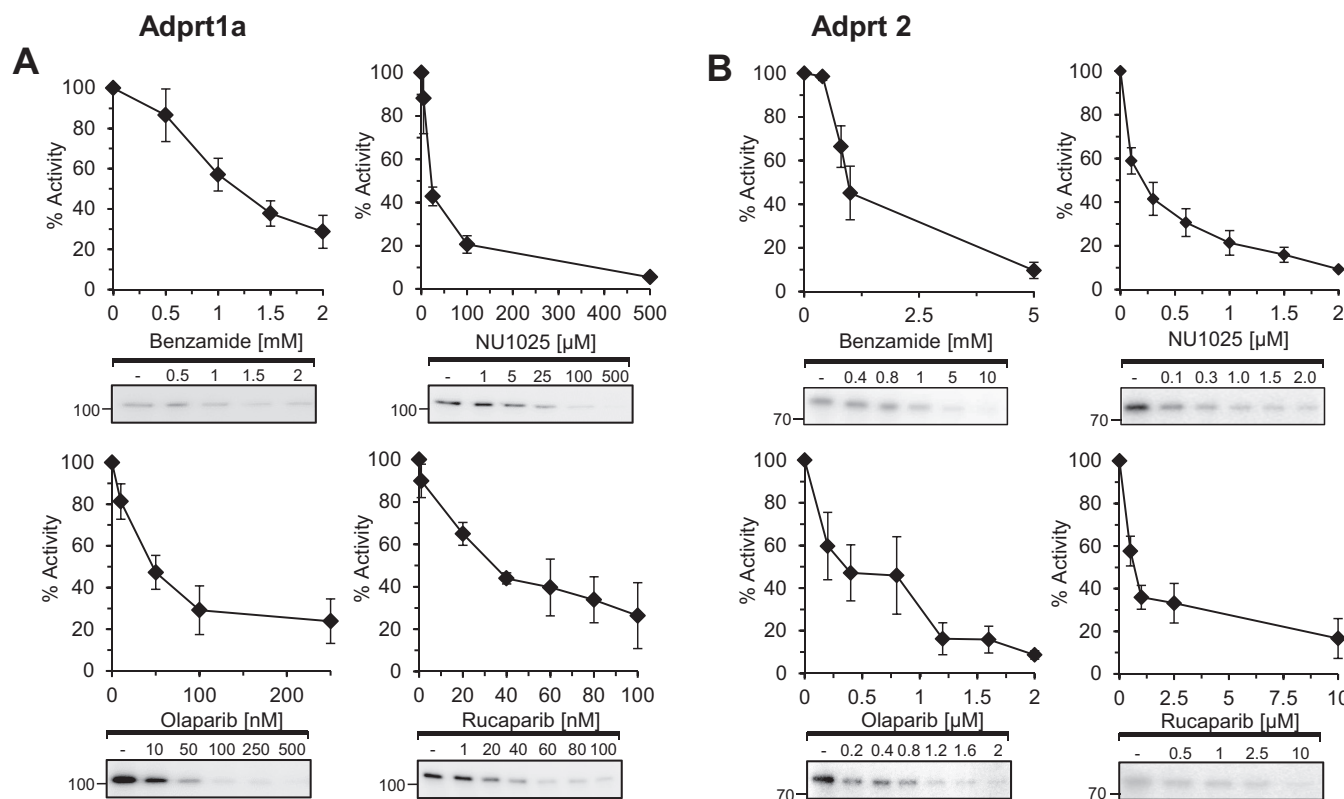 Adprt1a
Adprt 2
A
% Activity
100
80
60
40
20
0
0 0.5 1 1.5 2
Benzamide [mM]
- 0.5 1 1.5 2
100
% Activity
100
80
60
40
20
0
0 100 200 300 400 500
NU1025 [µM]
- 1 5 25 100 500
100
B
% Activity
100
80
60
40
20
0
0 2.5 5
Benzamide [mM]
- 0.4 0.8 1 5 10
70
% Activity
100
80
60
40
20
0
0 0.5 1 1.5 2
NU1025 [µM]
- 0.1 0.3 1.0 1.5 2.0
70
% Activity
100
80
60
40
20
0
0 100 200
Olaparib [nM]
- 10 50 100 250 500
100
% Activity
100
80
60
40
20
0
0 20 40 60 80 100
Rucaparib [nM]
- 1 20 40 60 80 100
100
% Activity
100
80
60
40
20
0
0 0.5 1 1.5 2
Olaparib [µM]
- 0.2 0.4 0.8 1.2 1.6 2
70
% Activity
100
80
60
40
20
0
0 2.5 5 7.5 10
Rucaparib [µM]
- 0.5 1 2.5 10
70